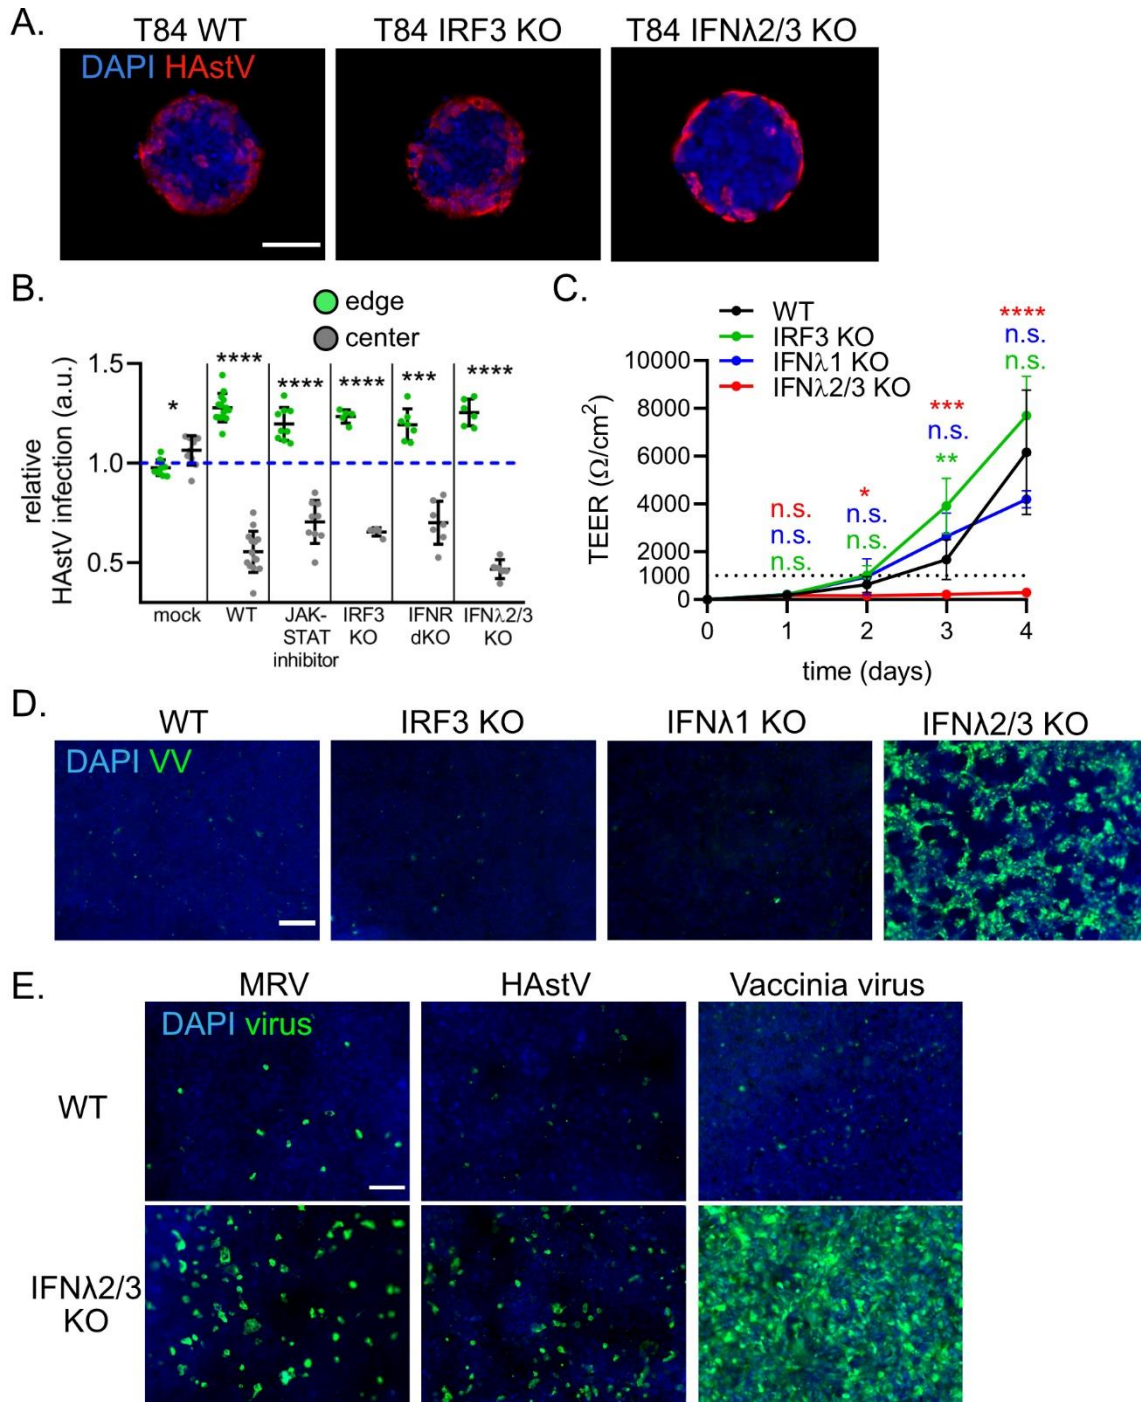 A.
T84 WT
T84 IRF3 KO
T84 IFNΛ2/3 KO
DAPI HAstV
B.
edge
center
relative
HAstV infection (a.u.)
1.5
1.0
0.5
*
****
****
****
***
****
mock
WT
JAK-
STAT
inhibitor
IRF3
KO
IFNR
dKO
IFNλ2/3
KO
C.
WT
IRF3 KO
IFNλ1 KO
IFNλ2/3 KO
TEER (Ω/cm²)
10000
8000
6000
4000
2000
1000
0
n.s.
n.s.
n.s.
*
n.s.
n.s.
***
n.s.
**
****
n.s.
n.s.
0 1 2 3 4
time (days)
D.
WT
IRF3 KO
IFNΛ1 KO
IFNΛ2/3 KO
DAPI VV
E.
MRV
HAstV
Vaccinia virus
DAPI virus
WT
IFNΛ2/3
KO